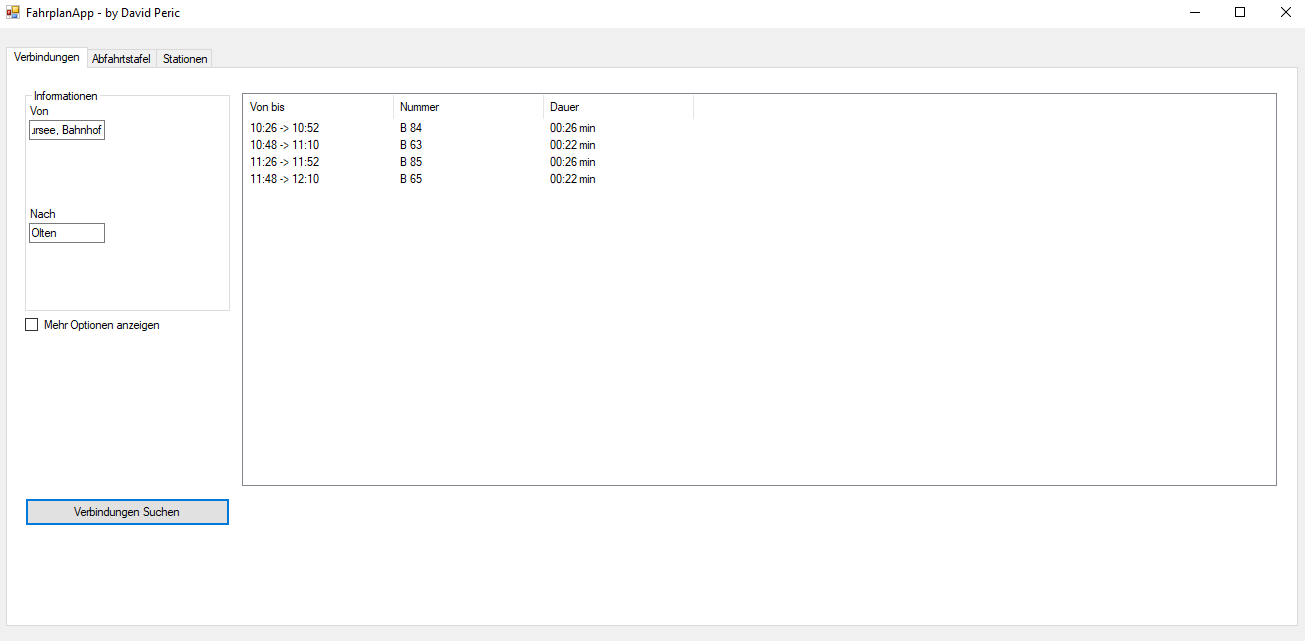 FahrplanApp - by David Peric
Verbindungen Abfahrtstafel Stationen
Informationen
Von
ursee, Bahnhof
Nach
Olten
Mehr Optionen anzeigen
Verbindungen Suchen
Von bis Nummer Dauer
10:26 -> 10:52 B 84 00:26 min
10:48 -> 11:10 B 63 00:22 min
11:26 -> 11:52 B 85 00:26 min
11:48 -> 12:10 B 65 00:22 min